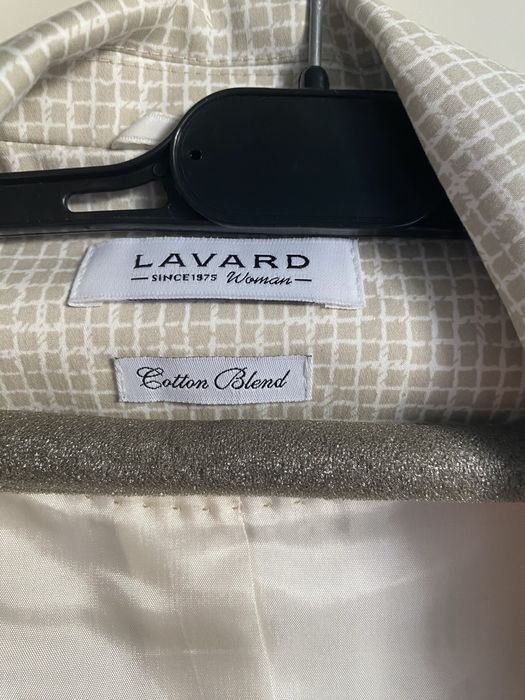 LAVARD
SINCE 1975 Woman
Cotton Blend